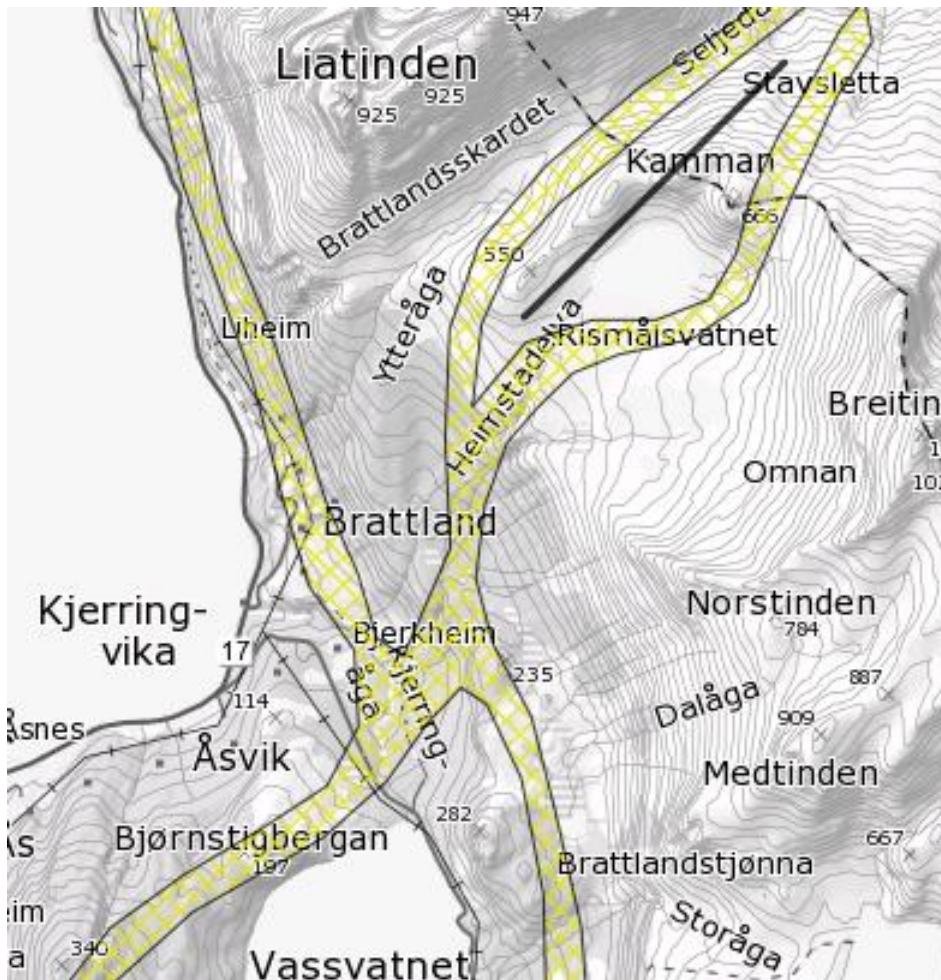 947
Liatinden
Seljeda
Stavsletta
925
925
Brattlandsskardet
Kamman
666
550
Ytteråga
Liheim
Heimstadelva
Rismålsvatnet
Breitin
Omnan
Brattland
Kjerring-
vika
Norstinden
784
Bjerkheim
17
235
Kjerring-
åga
887
114
Dalåga
909
Åsnes
Åsvik
Medtinden
282
Bjørnstigbergan
197
667
Brattlandstjønna
eim
Storåga
340
a
Vassvatnet